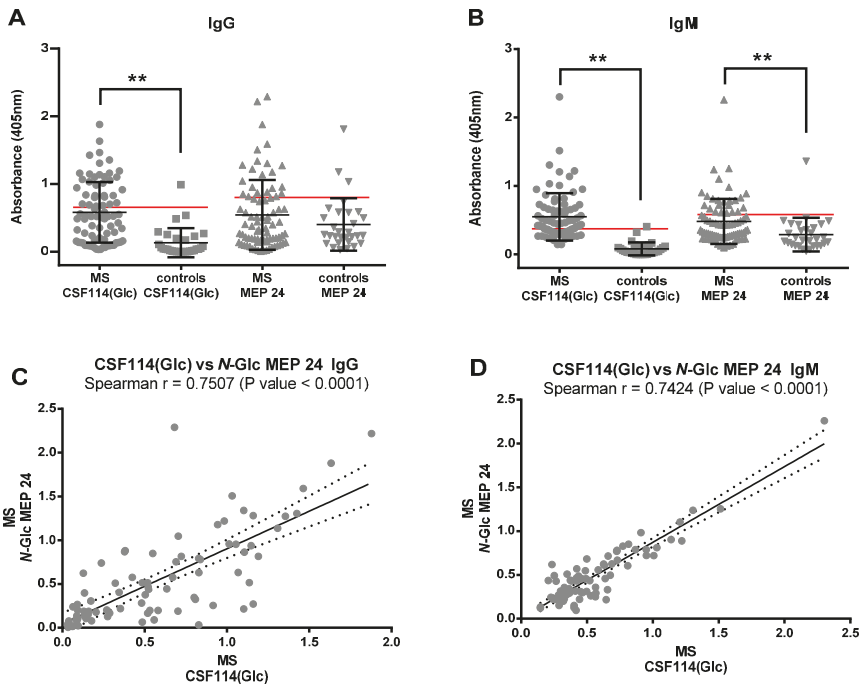 A
IgG
Absorbance (405nm)
3
2
1
0
**
MS
CSF114(Glc)
controls
CSF114(Glc)
MS
MEP 24
controls
MEP 24
B
IgM
Absorbance (405nm)
3
2
1
0
**
**
MS
CSF114(Glc)
controls
CSF114(Glc)
MS
MEP 24
controls
MEP 24
C
CSF114(Glc) vs N-Glc MEP 24 IgG
Spearman r = 0.7507 (P value < 0.0001)
MS
N-Glc MEP 24
2.5
2.0
1.5
1.0
0.5
0.0
0.0 0.5 1.0 1.5 2.0
MS
CSF114(Glc)
D
CSF114(Glc) vs N-Glc MEP 24 IgM
Spearman r = 0.7424 (P value < 0.0001)
MS
N-Glc MEP 24
2.5
2.0
1.5
1.0
0.5
0.0
0.0 0.5 1.0 1.5 2.0 2.5
MS
CSF114(Glc)